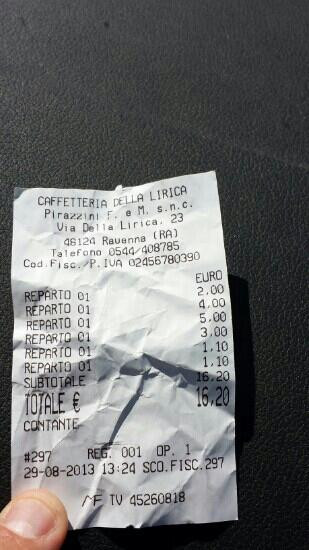 CAFFETTERIA DELLA LIRICA
Pirazzini F. e M. s.n.c.
Via Della Lirica, 23
48124 Ravenna (RA)
Telefono 0544/408785
Cod.Fisc./P.IVA 02456780390
EURO
REPARTO 01 2,00
REPARTO 01 4,00
REPARTO 01 5,00
REPARTO 01 3,00
REPARTO 01 1,10
REPARTO 01 1,10
SUBTOTALE 16,20
TOTALE € 16,20
CONTANTE
#297 REG. 001 OP. 1
29-08-2013 13:24 SCO.FISC.297
MF TV 45260818